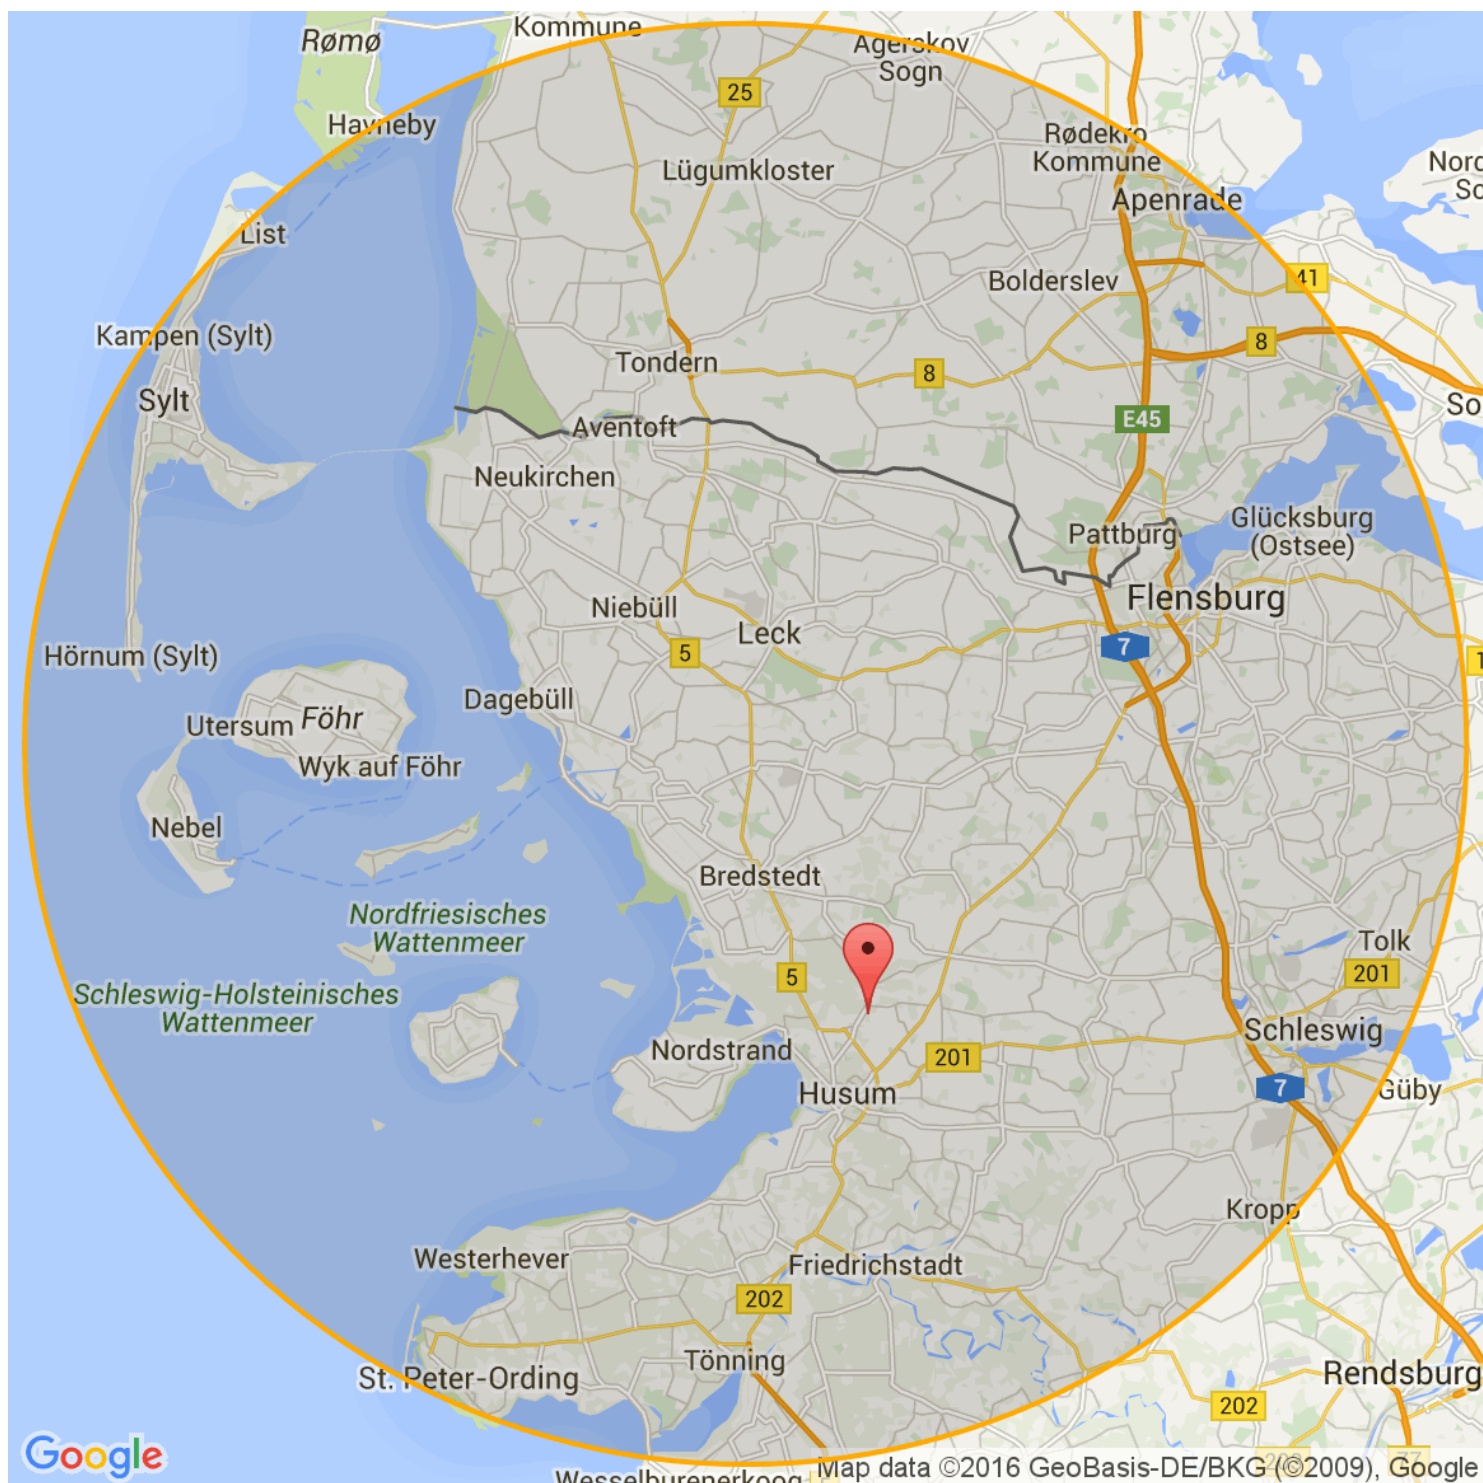 Kommune
Rømø
Agerskov
Sogn
25
Havneby
Rødekro
Kommune
Lügumkloster
Apenrade
List
Bolderslev
41
Kampen (Sylt)
8
Tondern
8
Sylt
E45
Aventoft
Neukirchen
Glücksburg
(Ostsee)
Pattburg
Flensburg
Niebüll
Leck
7
5
Hörnum (Sylt)
Dagebüll
Utersum
Föhr
Wyk auf Föhr
Nebel
Bredstedt
Nordfriesisches
Wattenmeer
Tolk
201
5
Schleswig-Holsteinisches
Wattenmeer
Schleswig
Nordstrand
201
Husum
7
Güby
Kropp
Westerhever
Friedrichstadt
202
Tönning
St. Peter-Ording
Rendsburg
202
Google
Map data ©2016 GeoBasis-DE/BKG (©2009), Google
Wesselburenerkoog